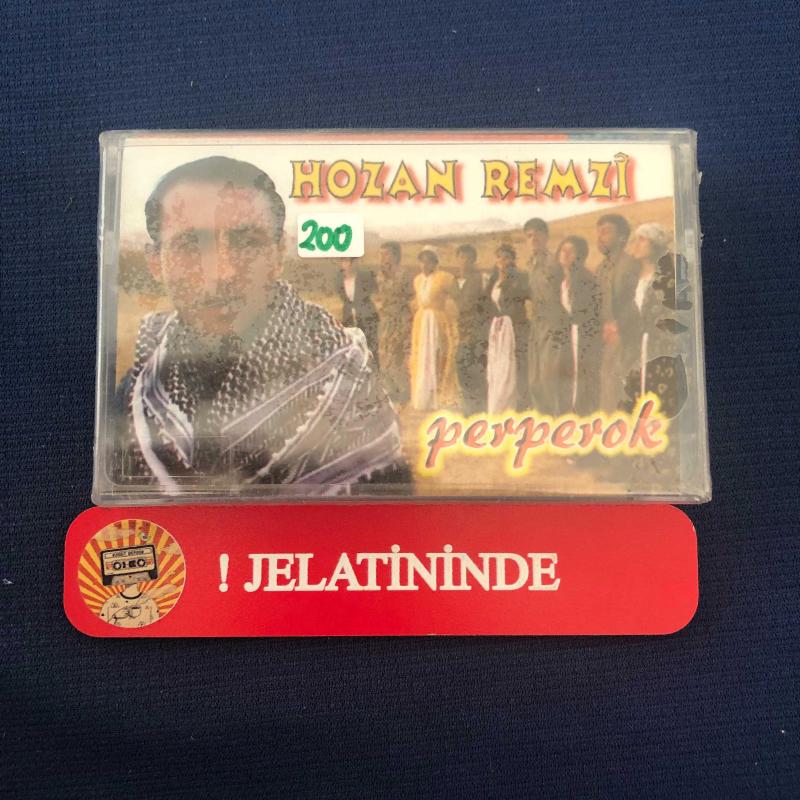 HOZAN REMZÎ
200
perperok
! JELATİNİNDE